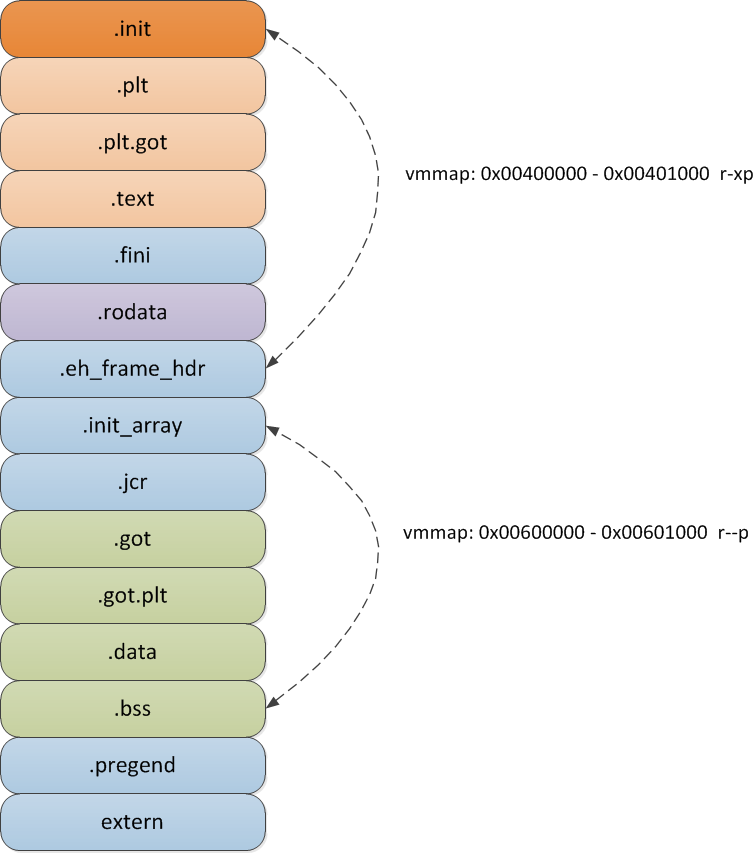 .init
.plt
.plt.got
.text
.fini
.rodata
.eh_frame_hdr
.init_array
.jcr
.got
.got.plt
.data
.bss
.pregend
extern
vmmap: 0x00400000 - 0x00401000 r-xp
vmmap: 0x00600000 - 0x00601000 r--p